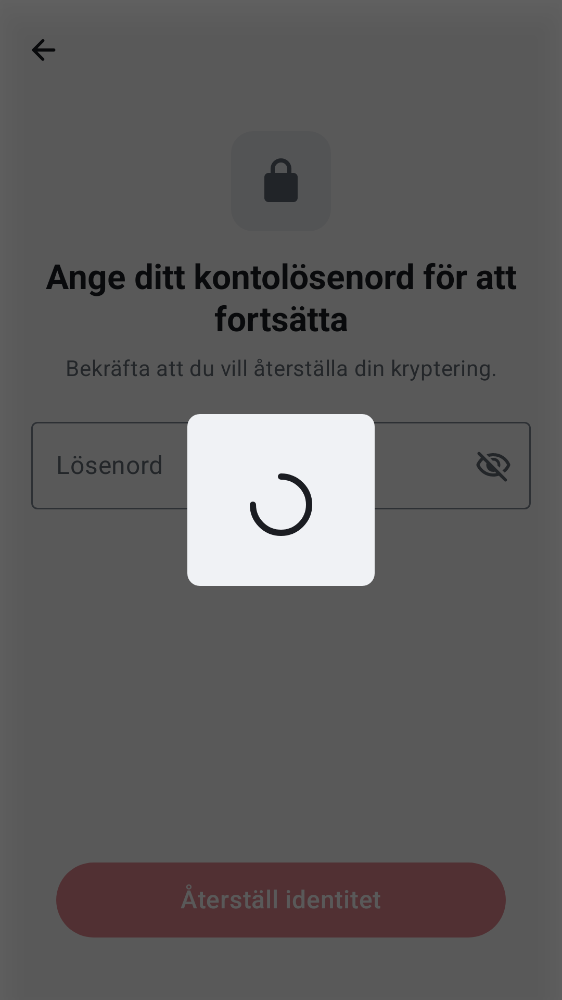 Ange ditt kontolösenord för att
fortsätta
Bekräfta att du vill återställa din kryptering.
Lösenord
Återställ identitet